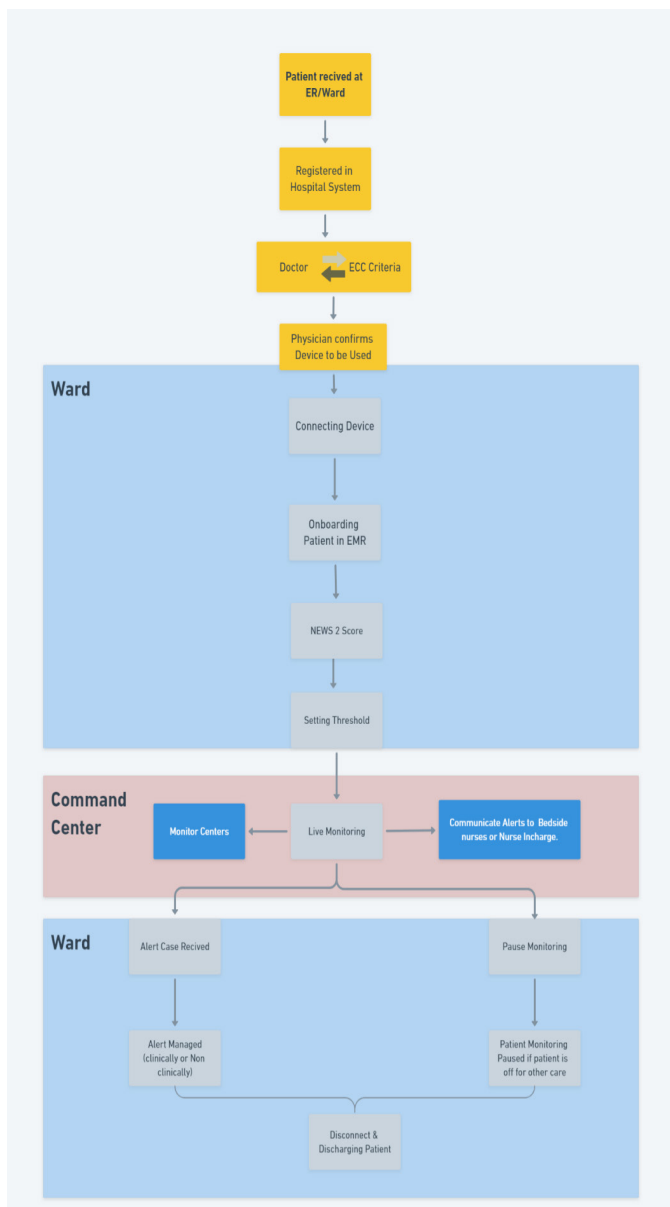 Patient recived at
ER/Ward
Registered in
Hospital System
Doctor ECC Criteria
Physician confirms
Device to be Used
Ward
Connecting Device
Onboarding
Patient in EMR
NEWS 2 Score
Setting Threshold
Command
Center
Monitor Centers
Live Monitoring
Communicate Alerts to Bedside
nurses or Nurse Incharge.
Ward
Alert Case Recived
Pause Monitoring
Alert Managed
(clinically or Non
clinically)
Patient Monitoring
Paused if patient is
off for other care
Disconnect &
Discharging Patient